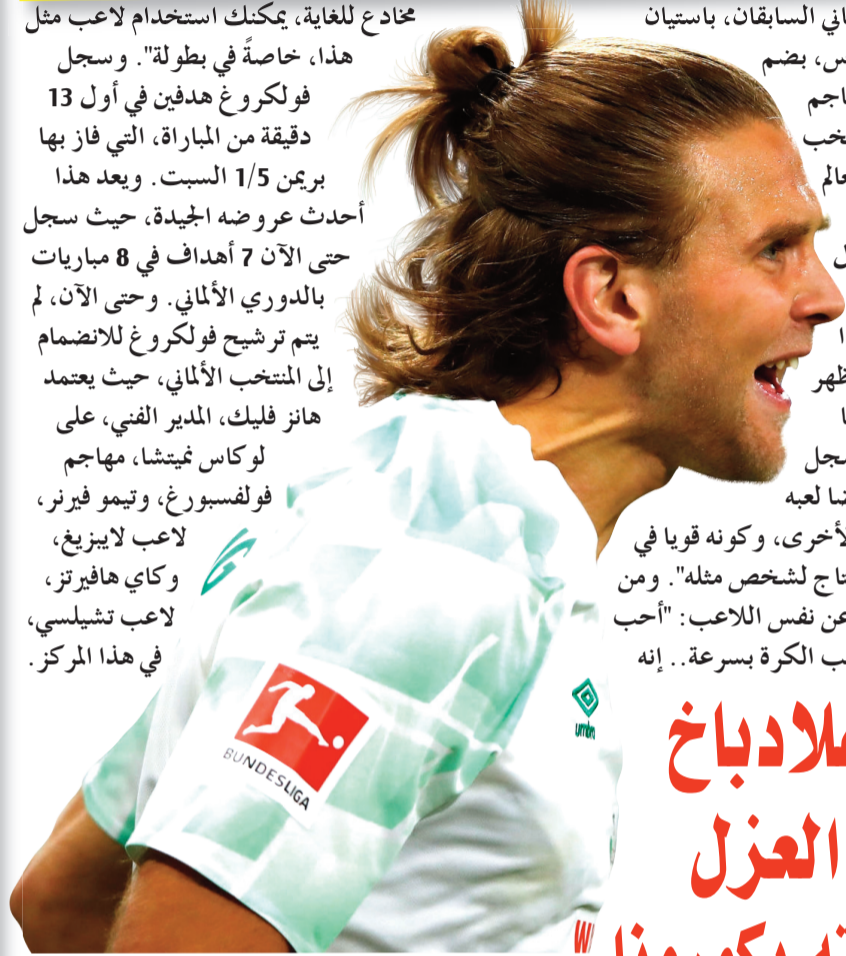 اني السابقان، باستيان
س، بضم
اجم
خب
عالم
ل
ا
ظهر
ا
سجل
ضا لعبه
لأخرى، وكونه قويا في
تاج لشخص مثله". ومن
عن نفس اللاعب: "أحب
ب الكرة بسرعة.. إنه
مخادع للغاية، يمكنك استخدام لاعب مثل
هذا، خاصةً في بطولة". وسجل
فولكروغ هدفين في أول 13
دقيقة من المباراة، التي فاز بها
بريمن 1/5 السبت. ويعد هذا
أحدث عروضه الجيدة، حيث سجل
حتى الآن 7 أهداف في 8 مباريات
بالدوري الألماني. وحتى الآن، لم
يتم ترشيح فولكروغ للانضمام
إلى المنتخب الألماني، حيث يعتمد
هانز فليك، المدير الفني، على
لوكاس نميتشا، مهاجم
فولفسبورغ، وتيمو فيرنر،
لاعب لايبزيغ،
وكاي هافيرتز،
لاعب تشيلسي،
في هذا المركز.
BUNDESLIGA
umbro
W
لادباخ
العزل